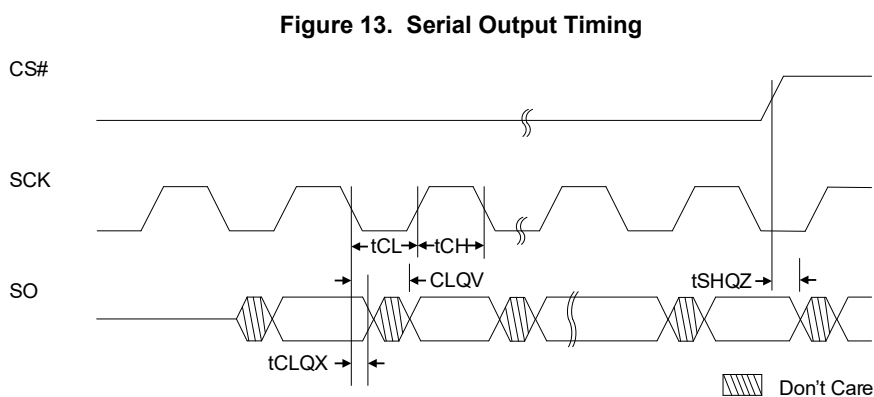 Figure 13. Serial Output Timing
CS#
SCK
tCL
tCH
CLQV
tSHQZ
SO
tCLQX
Don't Care